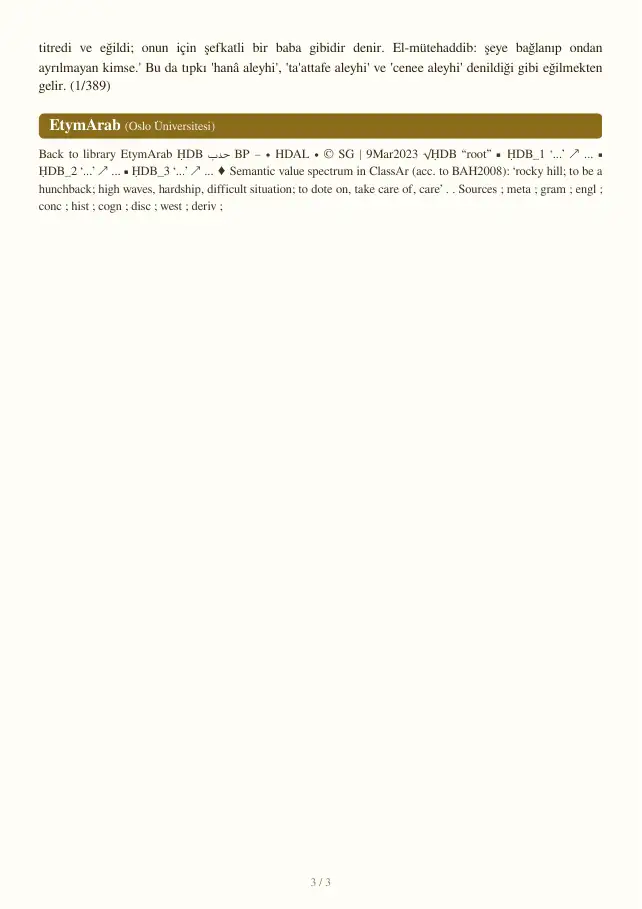 titredi ve eğildi; onun için şefkatli bir baba gibidir denir. El-mütehaddib: şeye bağlanıp ondan
ayrılmayan kimse.' Bu da tıpkı 'hanâ aleyhi', 'ta'attafe aleyhi' ve 'cenee aleyhi' denildiği gibi eğilmekten
gelir. (1/389)
EtymArab (Oslo Üniversitesi)
Back to library EtymArab ḤDB حدب BP – • HDAL • © SG | 9Mar2023 √ḤDB “root” ▪ ḤDB_1 ‘...’ ↗ ... ▪
ḤDB_2 ‘...’ ↗ ... ▪ ḤDB_3 ‘...’ ↗ ... ♦ Semantic value spectrum in ClassAr (acc. to BAH2008): ‘rocky hill; to be a
hunchback; high waves, hardship, difficult situation; to dote on, take care of, care’ . . Sources ; meta ; gram ; engl ;
conc ; hist ; cogn ; disc ; west ; deriv ;
3 / 3